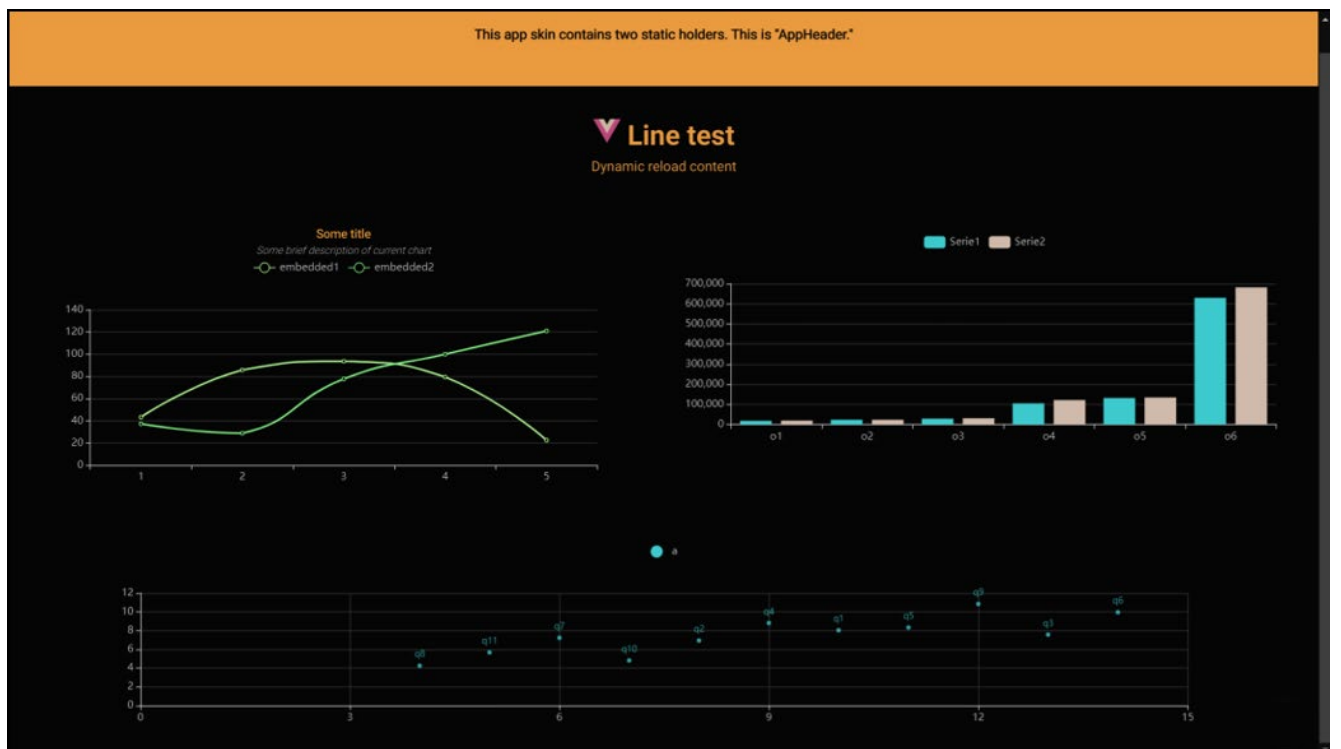 This app skin contains two static holders. This is "AppHeader."
Line test
Dynamic reload content
Some title
Some brief description of current chart
embedded1 embedded2
140
120
100
80
60
40
20
0
1 2 3 4 5
Serie1 Serie2
700,000
600,000
500,000
400,000
300,000
200,000
100,000
0
o1 o2 o3 o4 o5 o6
a
12
10
8
6
4
2
0
q8 q11 q7 q10 q2 q4 q1 q5 q9 q3 q6
0 3 6 9 12 15